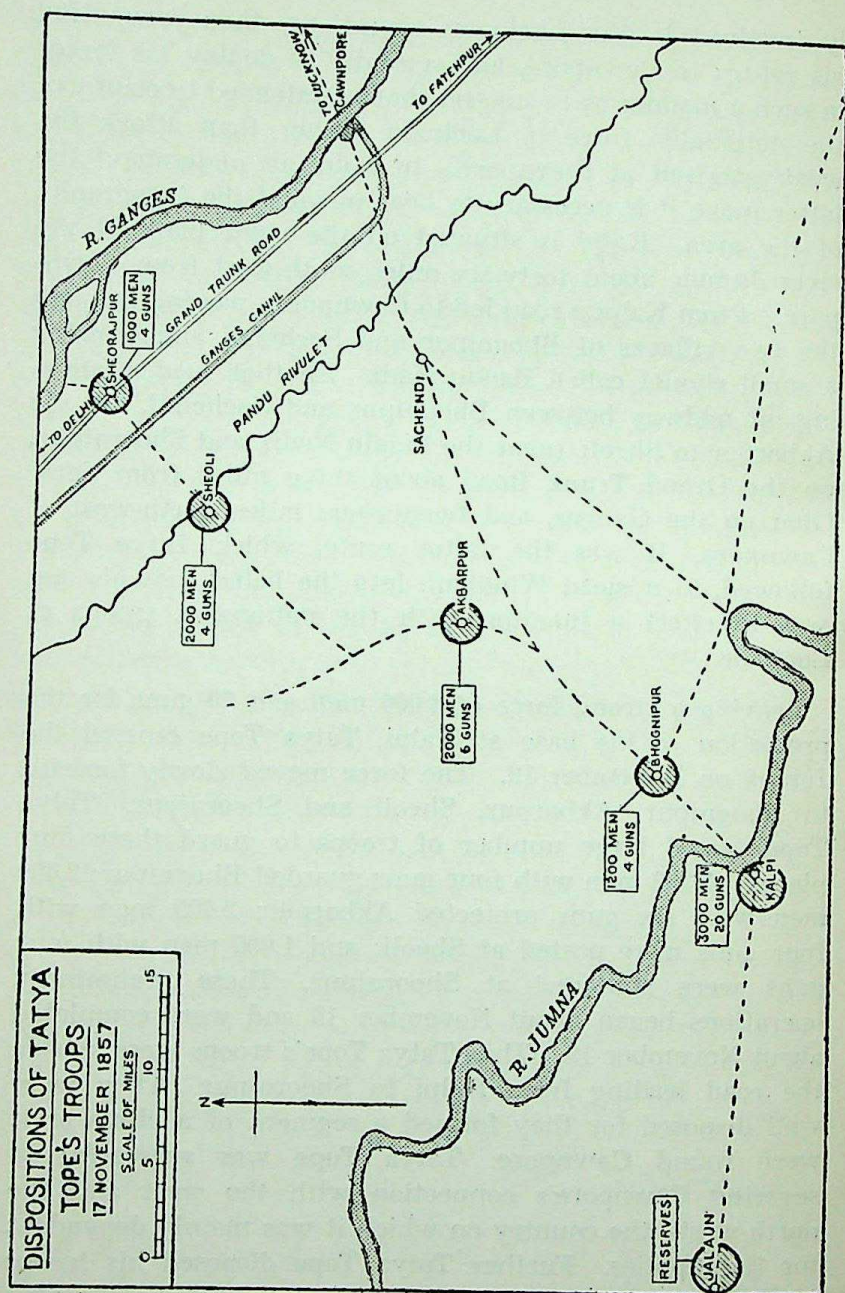 DISPOSITIONS OF TATYA
TOPE'S TROOPS
17 NOVEMBER 1857
SCALE OF MILES
0 5 10 15
N
R. GANGES
TO LUCKNOW
CAWNPORE
TO FATEHPUR
GRAND TRUNK ROAD
GANGES CANAL
TO DELHI
SHEORAJPUR
1000 MEN
4 GUNS
PANDU RIVULET
SHEOLI
2000 MEN
4 GUNS
SACHENDI
AKBARPUR
2000 MEN
6 GUNS
BHOGNIPUR
1200 MEN
4 GUNS
3000 MEN
20 GUNS
KALPI
R. JUMNA
RESERVES
JALAUN